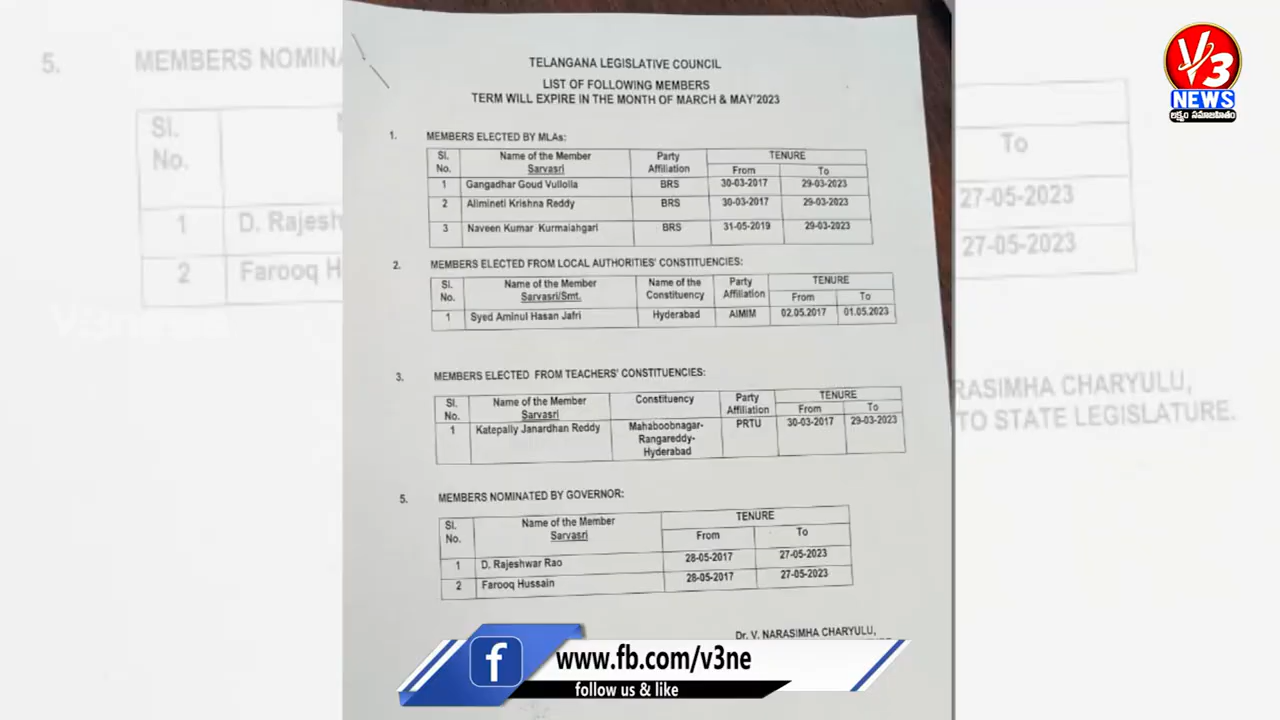 TELANGANA LEGISLATIVE COUNCIL
LIST OF FOLLOWING MEMBERS
TERM WILL EXPIRE IN THE MONTH OF MARCH & MAY'2023
1. MEMBERS ELECTED BY MLAs:
Sl. No. Name of the Member Sarvasri Party Affiliation TENURE
From To
1 Gangadhar Goud Vullolla BRS 30-03-2017 29-03-2023
2 Alimineti Krishna Reddy BRS 30-03-2017 29-03-2023
3 Naveen Kumar Kurmaiahgari BRS 31-05-2019 29-03-2023
2. MEMBERS ELECTED FROM LOCAL AUTHORITIES' CONSTITUENCIES:
Sl. No. Name of the Member Sarvasri/Smt. Name of the Constituency Party Affiliation TENURE
From To
1 Syed Aminul Hasan Jafri Hyderabad AIMIM 02.05.2017 01.05.2023
3. MEMBERS ELECTED FROM TEACHERS' CONSTITUENCIES:
Sl. No. Name of the Member Sarvasri Constituency Party Affiliation TENURE
From To
1 Katepally Janardhan Reddy Mahaboobnagar- PRTU 30-03-2017 29-03-2023
Rangareddy-
Hyderabad
5. MEMBERS NOMINATED BY GOVERNOR:
Sl. No. Name of the Member Sarvasri TENURE
From To
1 D. Rajeshwar Rao 28-05-2017 27-05-2023
2 Farooq Hussain 28-05-2017 27-05-2023
Dr. V. NARASIMHA CHARYULU,
5. MEMBERS NOMINA
Sl.
No.
1 D. Rajesh
2 Farooq H
To
27-05-2023
27-05-2023
RASIMHA CHARYULU,
TO STATE LEGISLATURE.
V3
NEWS
లక్ష్యం సమాజహితం
f www.fb.com/v3ne
follow us & like